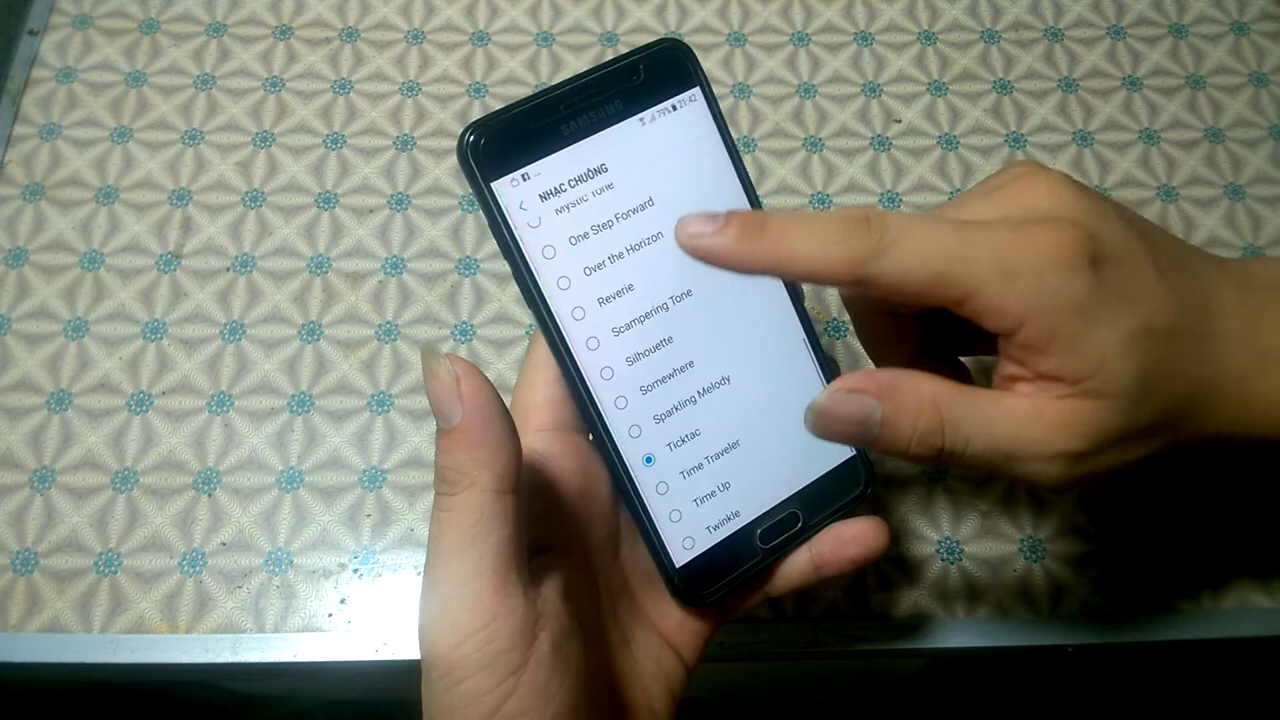 SAMSUNG
79% 21:42
NHẠC CHUÔNG
Mystic Tone
One Step Forward
Over the Horizon
Reverie
Scampering Tone
Silhouette
Somewhere
Sparkling Melody
Ticktac
Time Traveler
Time Up
Twinkle